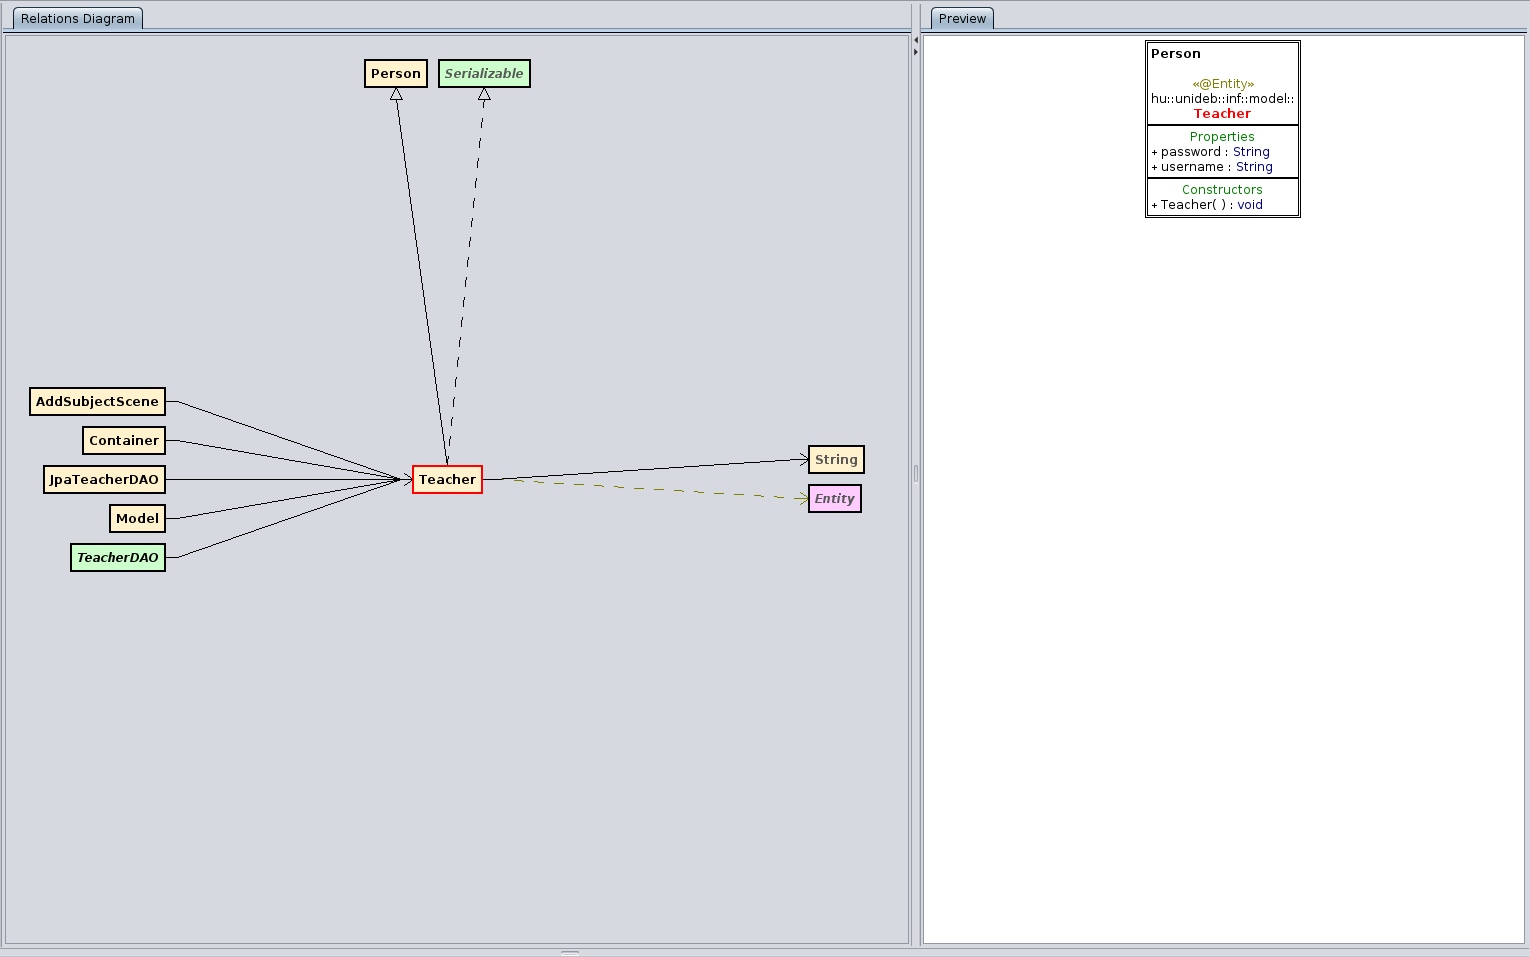 Relations Diagram
Person
Serializable
AddSubjectScene
Container
JpaTeacherDAO
Model
TeacherDAO
Teacher
String
Entity
Preview
Person
«@Entity»
hu::unideb::inf::model::
Teacher
Properties
+ password : String
+ username : String
Constructors
+ Teacher( ) : void